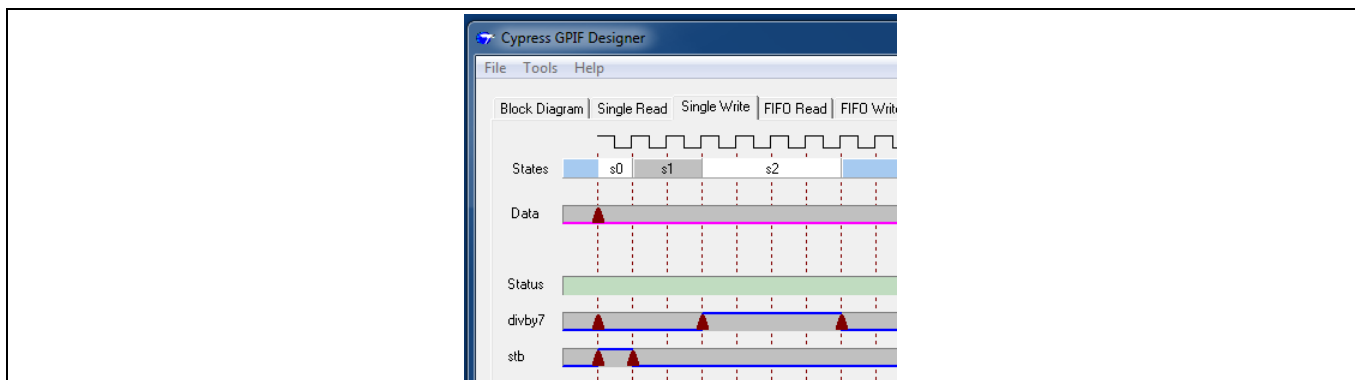 Cypress GPIF Designer
File Tools Help
Block Diagram Single Read Single Write FIFO Read FIFO Writ
States s0 s1 s2
Data
Status
divby7
stb